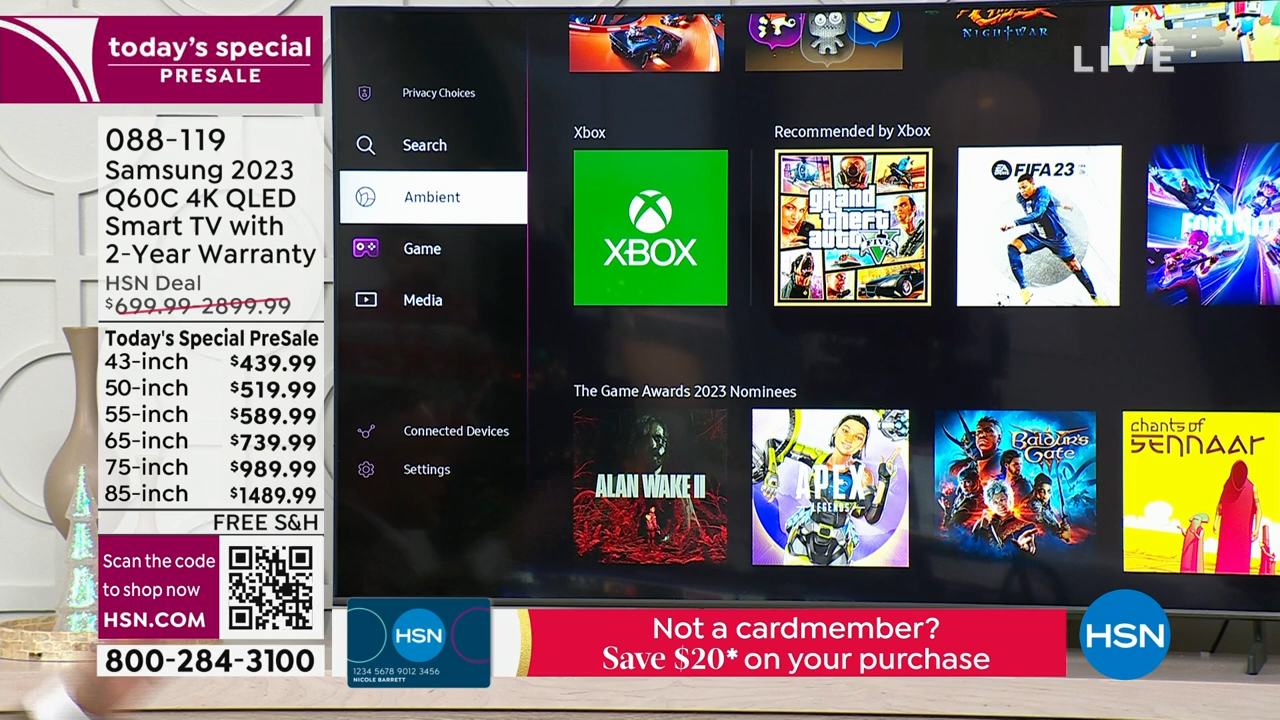 today's special
PRESALE
088-119
Samsung 2023
Q60C 4K QLED
Smart TV with
2-Year Warranty
HSN Deal
$699.99-2899.99
Today's Special PreSale
43-inch $439.99
50-inch $519.99
55-inch $589.99
65-inch $739.99
75-inch $989.99
85-inch $1489.99
FREE S&H
Scan the code
to shop now
HSN.COM
800-284-3100
NIGHTWAR
LIVE
Privacy Choices
Search
Ambient
Game
Media
Connected Devices
Settings
Xbox
Recommended by Xbox
XBOX
grand
theft
auto
V
FIFA 23
FORTNIT
The Game Awards 2023 Nominees
ALAN WAKE II
APEX
LEGENDS
BALDUR'S
GATE
chants of
SENNAAR
HSN
1234 5678 9012 3456
NICOLE BARRETT
Not a cardmember?
Save $20* on your purchase
HSN